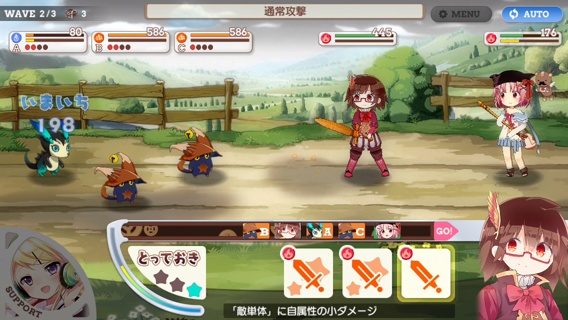 WAVE 2/3
3
通常攻撃
MENU
AUTO
80
586
586
445
176
A
B
C
いまいち
198
B
A
C
GO!
とっておき
SUPPORT
「敵単体」に自属性の小ダメージ